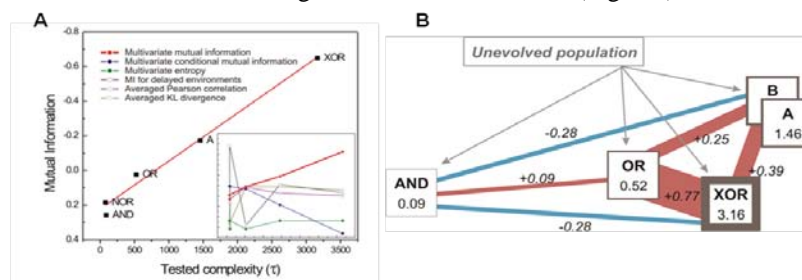 A
Mutual Information
-0.8
-0.6
-0.4
-0.2
0.0
0.2
0.4
Multivariate mutual information
Multivariate conditional mutual information
Multivariate entropy
MI for delayed environments
Averaged Pearson correlation
Averaged KL divergence
XOR
A
OR
NOR
AND
0 500 1000 1500 2000 2500 3000 3500
Tested complexity (τ)
B
Unevolved population
B
A
1.46
-0.28
+0.25
OR
0.52
+0.39
AND
0.09
+0.09
+0.77
XOR
3.16
-0.28